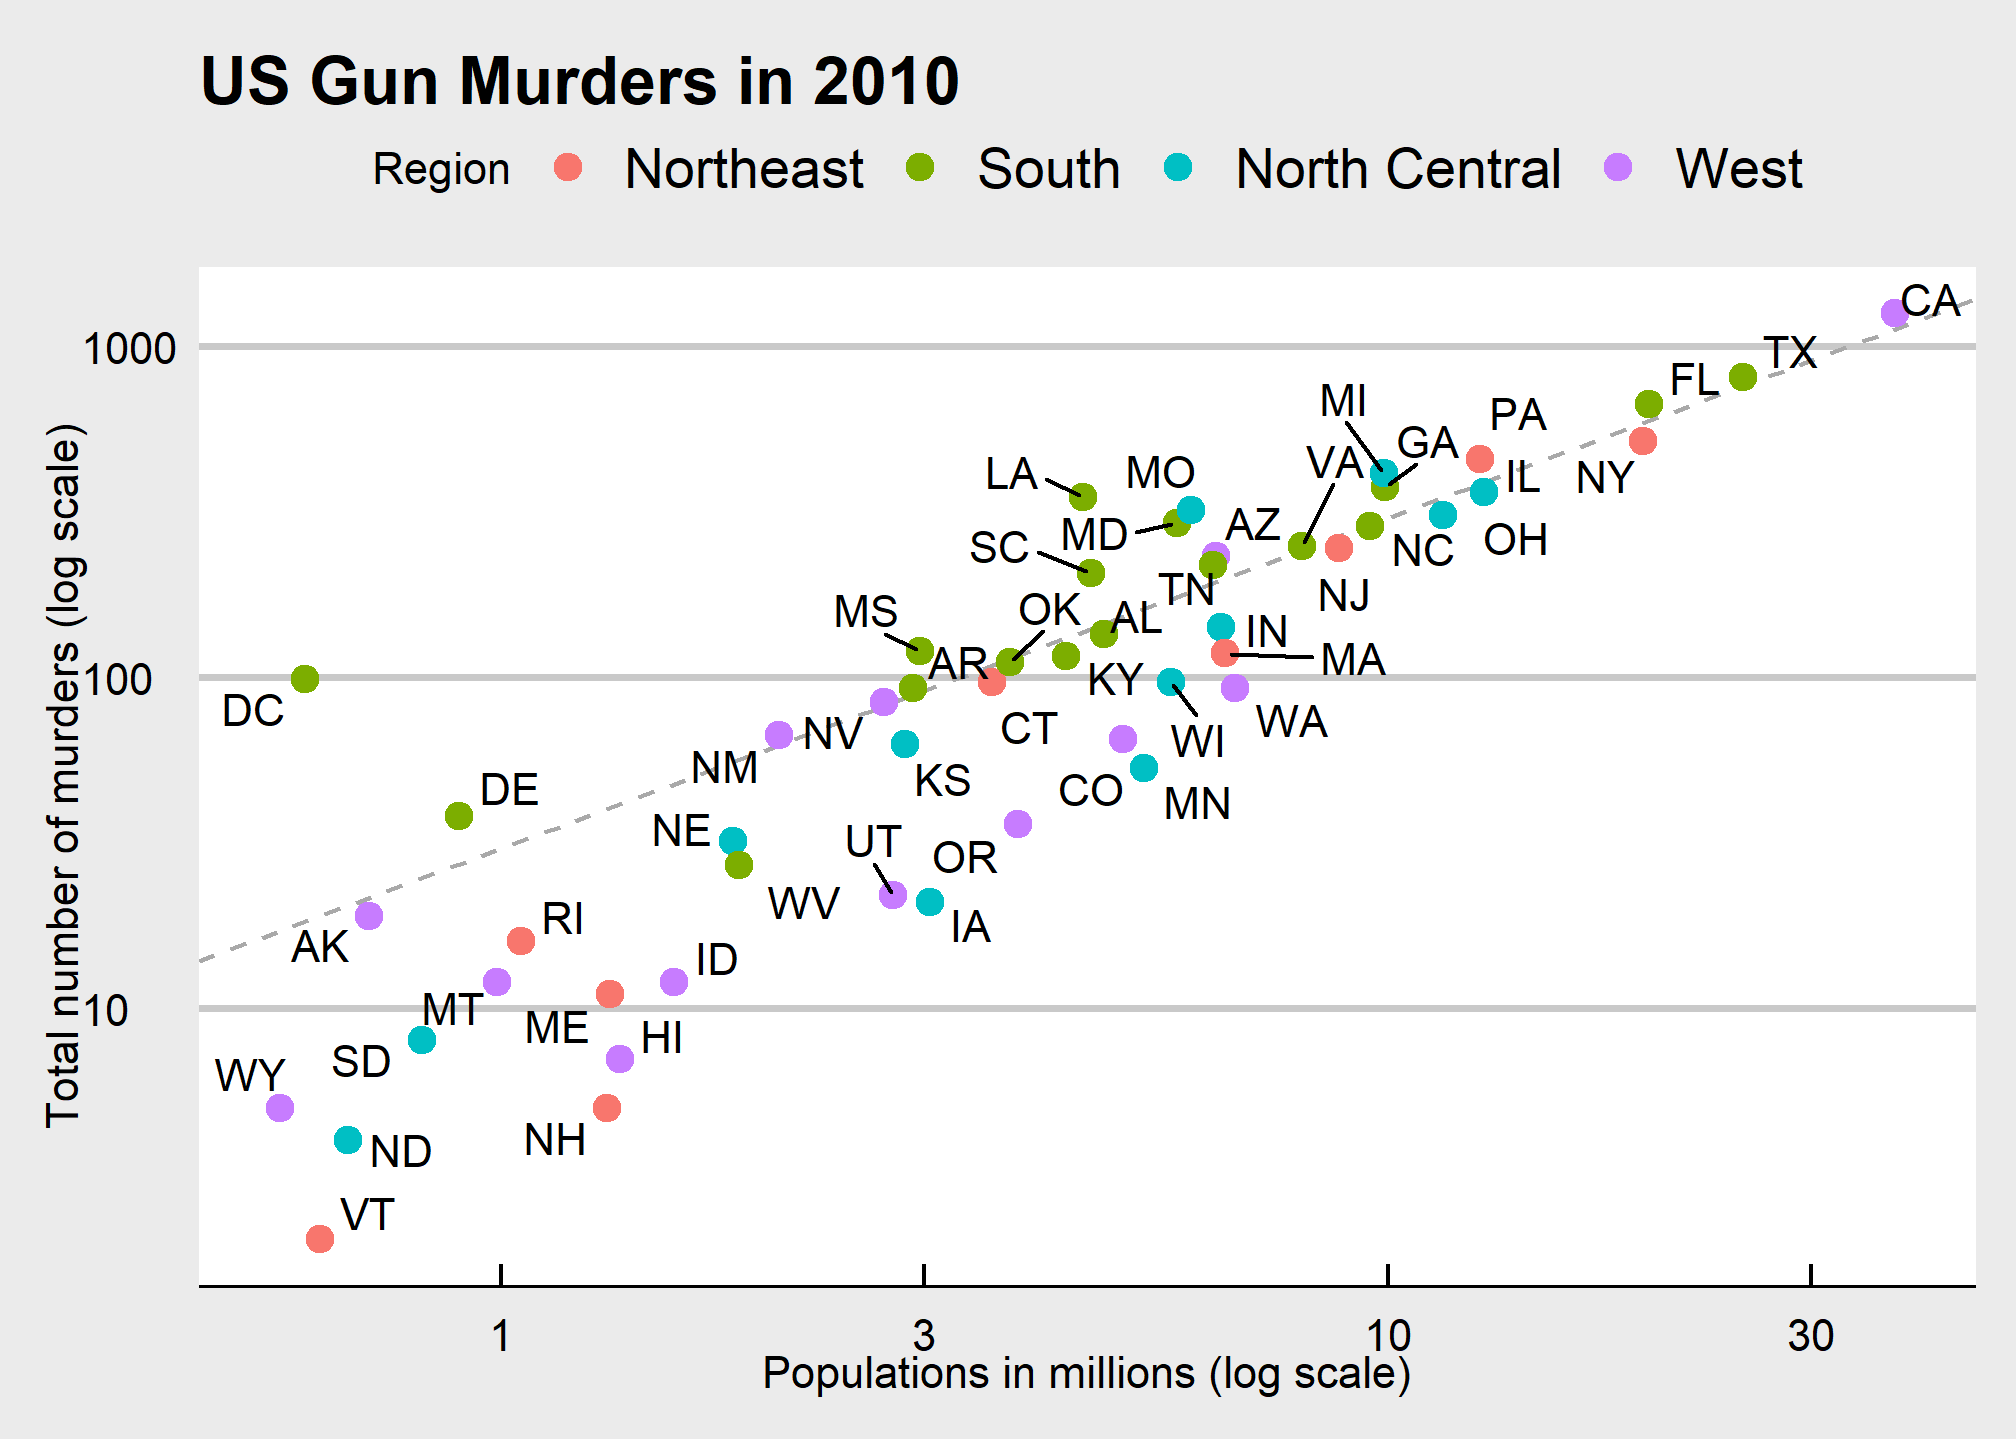 US Gun Murders in 2010
Region Northeast South North Central West
Total number of murders (log scale)
1000
100
10
CA
TX
FL
MI
PA
GA
VA
LA
MO
IL
NY
MD
AZ
SC
NC
OH
TN
NJ
MS
OK
AL
IN
AR
MA
KY
DC
CT
WA
NV
WI
NM
KS
DE
CO
MN
NE
UT
OR
WV
RI
IA
AK
ID
MT
ME
HI
SD
WY
NH
ND
VT
1 3 10 30
Populations in millions (log scale)